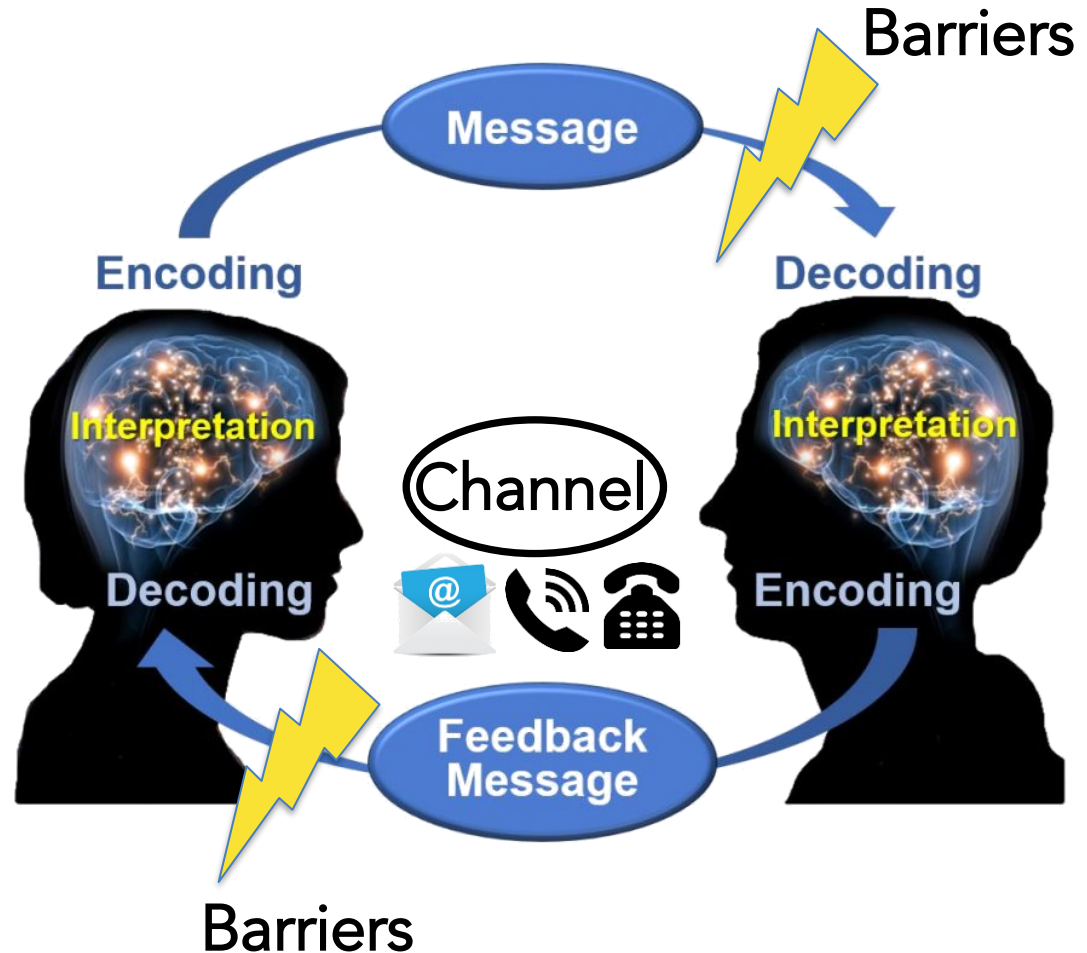 Barriers
Message
Encoding
Decoding
Interpretation
Interpretation
Channel
@
Decoding
Encoding
Feedback
Message
Barriers